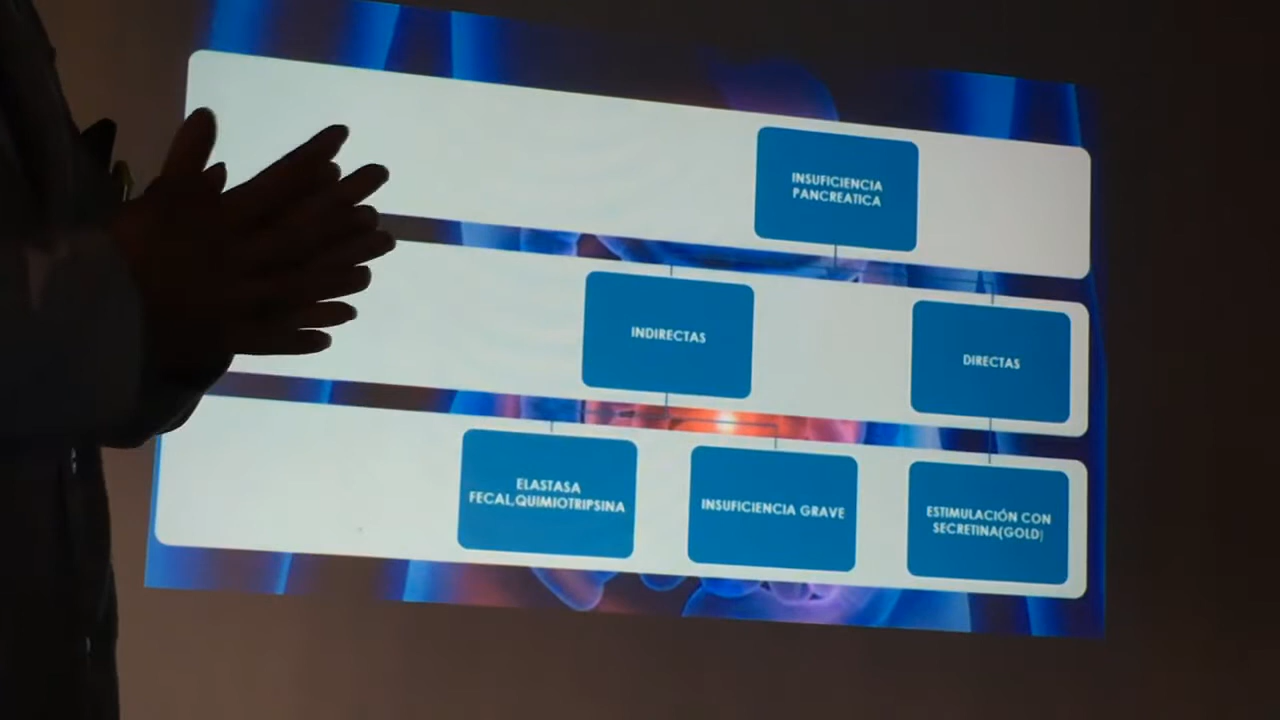 INSUFICIENCIA
PANCREATICA
INDIRECTAS
DIRECTAS
ELASTASA
FECAL,QUIMIOTRIPSINA
INSUFICIENCIA GRAVE
ESTIMULACIÓN CON
SECRETINA(GOLD)